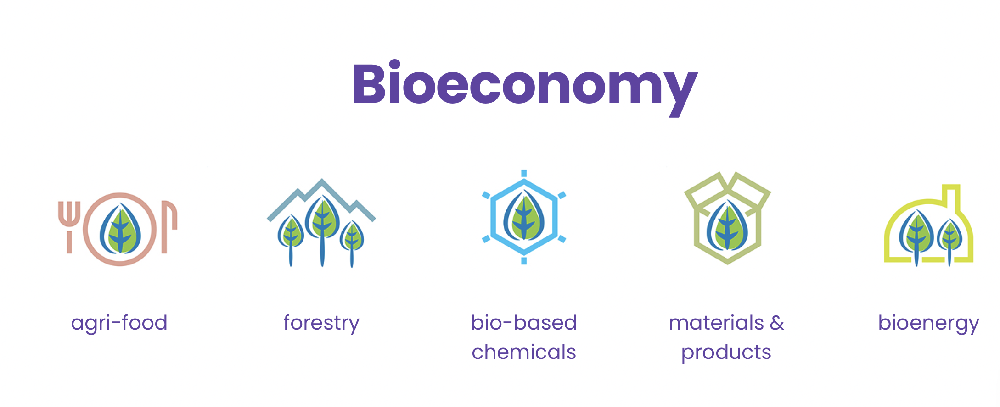 Bioeconomy
agri-food
forestry
bio-based
chemicals
materials &
products
bioenergy